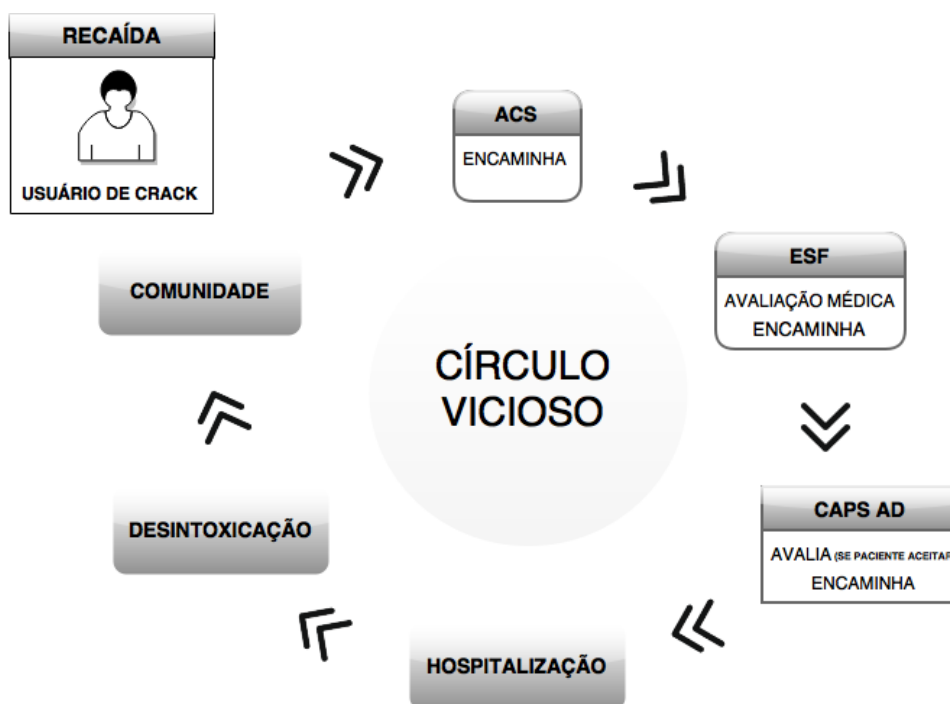 RECAÍDA
USUÁRIO DE CRACK
ACS
ENCAMINHA
ESF
AVALIAÇÃO MÉDICA
ENCAMINHA
CAPS AD
AVALIA (SE PACIENTE ACEITAR
ENCAMINHA
HOSPITALIZAÇÃO
DESINTOXICAÇÃO
COMUNIDADE
CÍRCULO
VICIOSO